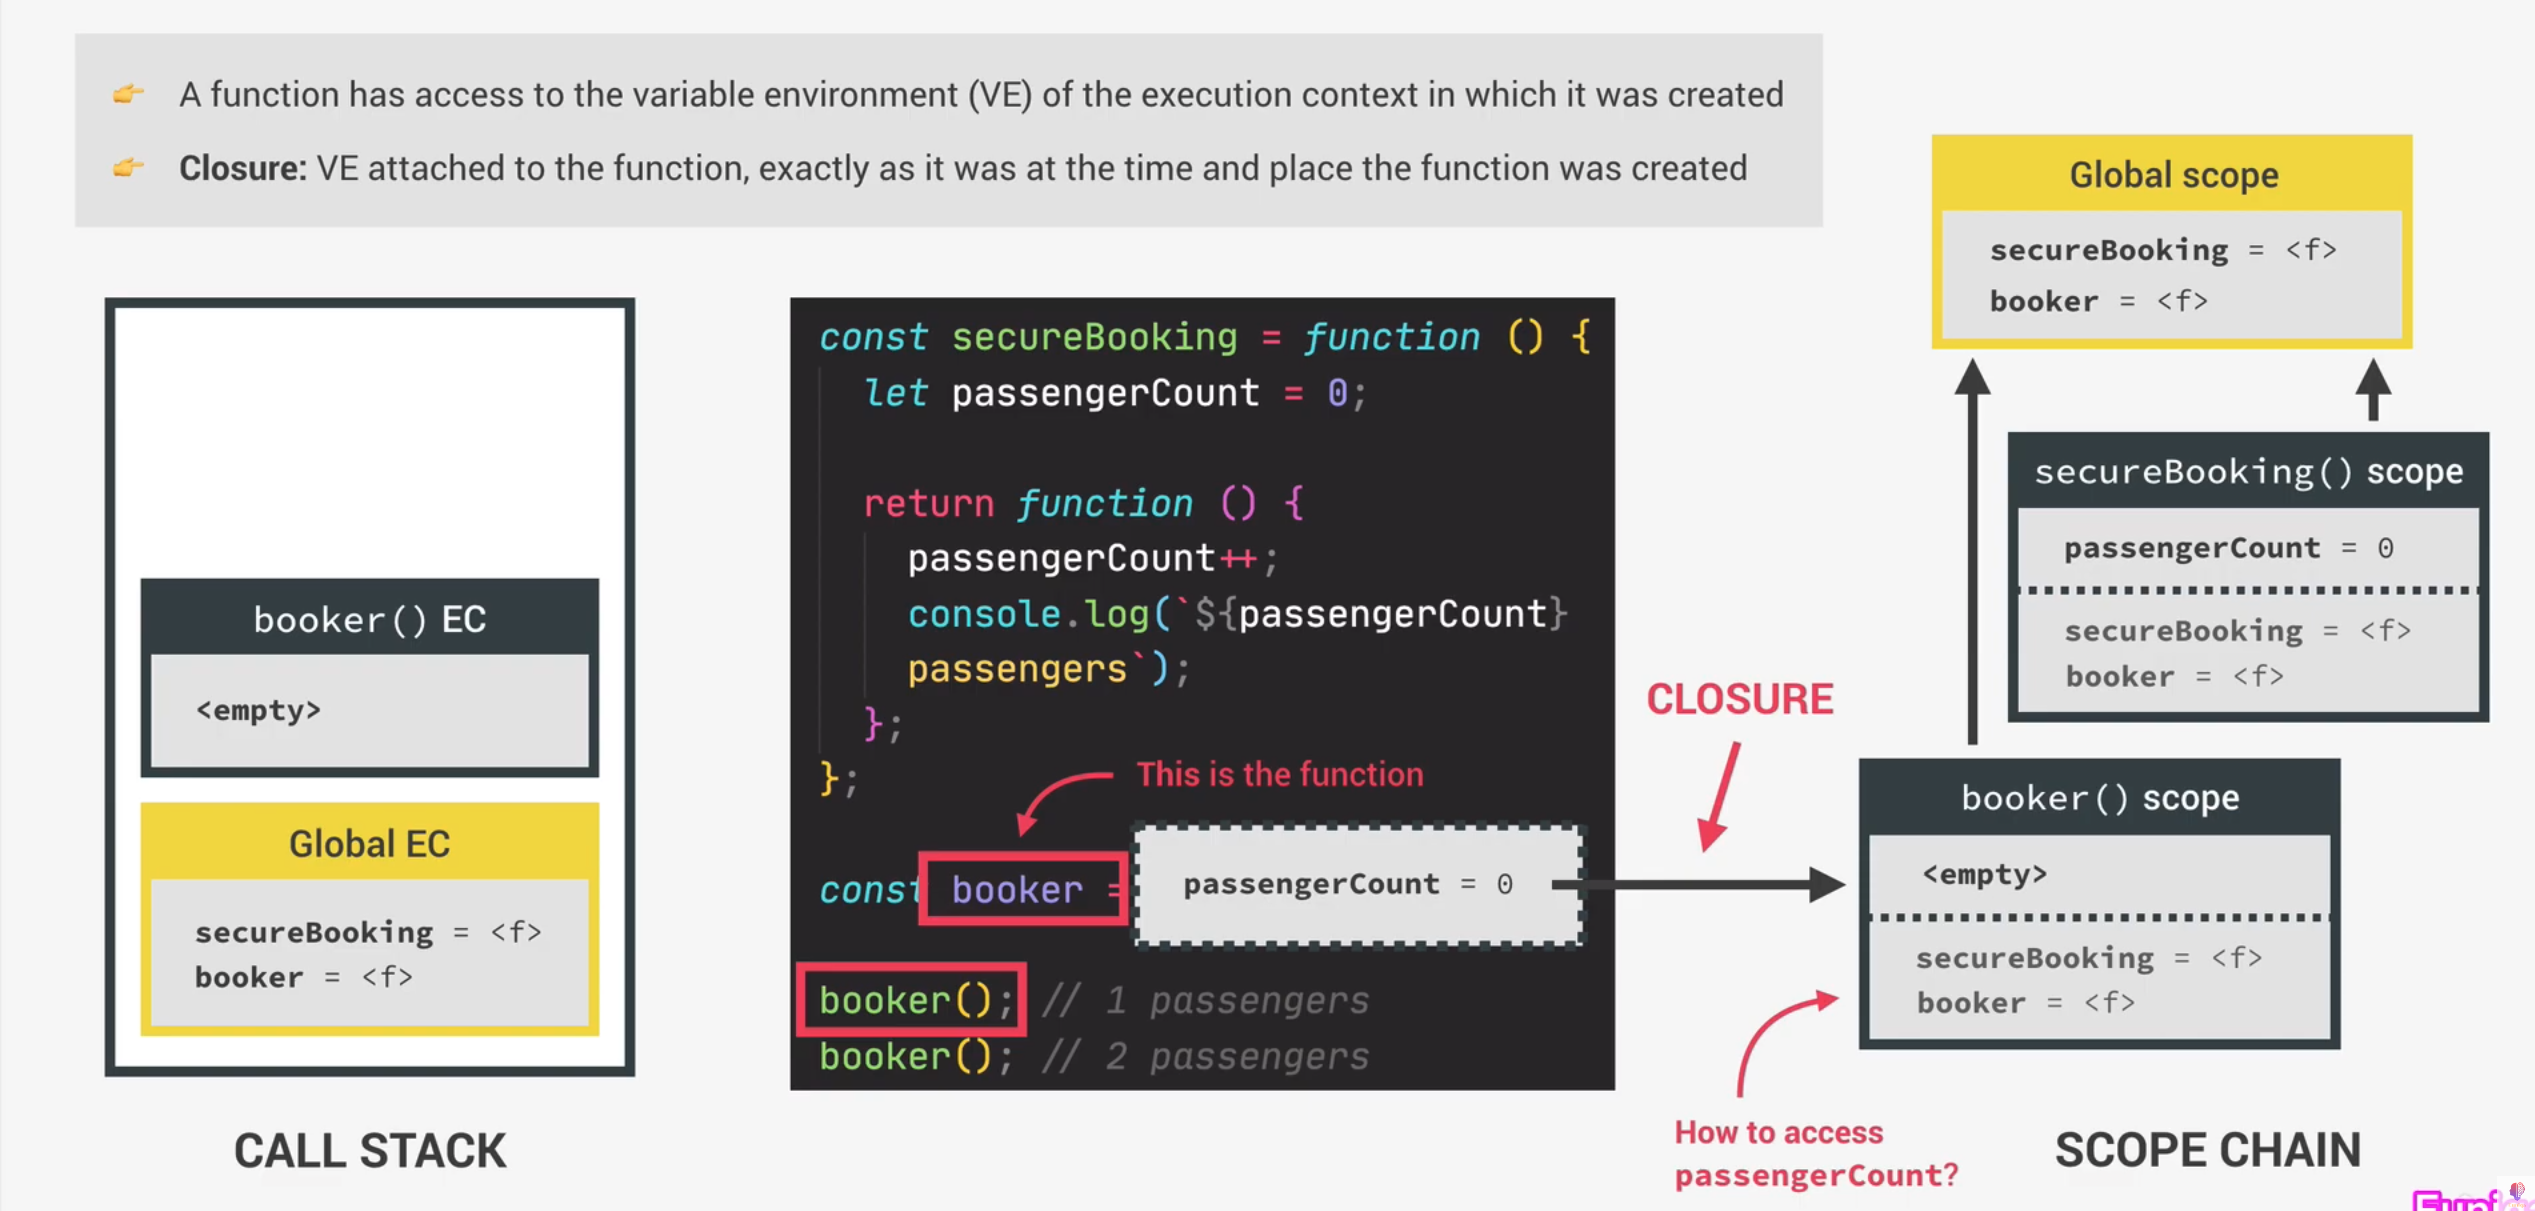 👉 A function has access to the variable environment (VE) of the execution context in which it was created
👉 Closure: VE attached to the function, exactly as it was at the time and place the function was created
booker() EC
<empty>
Global EC
secureBooking = <f>
booker = <f>
CALL STACK
const secureBooking = function () {
let passengerCount = 0;
return function () {
passengerCount++;
console.log(`${passengerCount}
passengers`);
};
};
This is the function
const booker =
passengerCount = 0
booker(); // 1 passengers
booker(); // 2 passengers
CLOSURE
Global scope
secureBooking = <f>
booker = <f>
secureBooking() scope
passengerCount = 0
secureBooking = <f>
booker = <f>
booker() scope
<empty>
secureBooking = <f>
booker = <f>
How to access
passengerCount?
SCOPE CHAIN